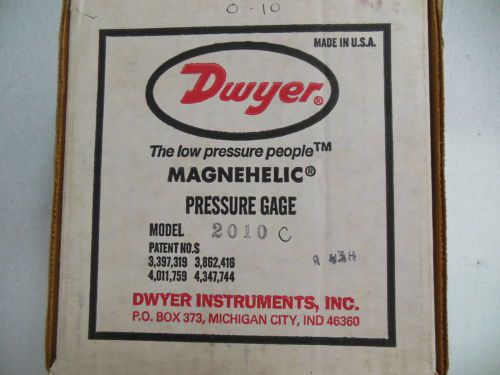 0-10
MADE IN U.S.A.
Dwyer®
The low pressure people™
MAGNEHELIC®
PRESSURE GAGE
MODEL 2010 C
PATENT NO.S
3,397,319 3,862,416
4,011,759 4,347,744
DWYER INSTRUMENTS, INC.
P.O. BOX 373, MICHIGAN CITY, IND 46360